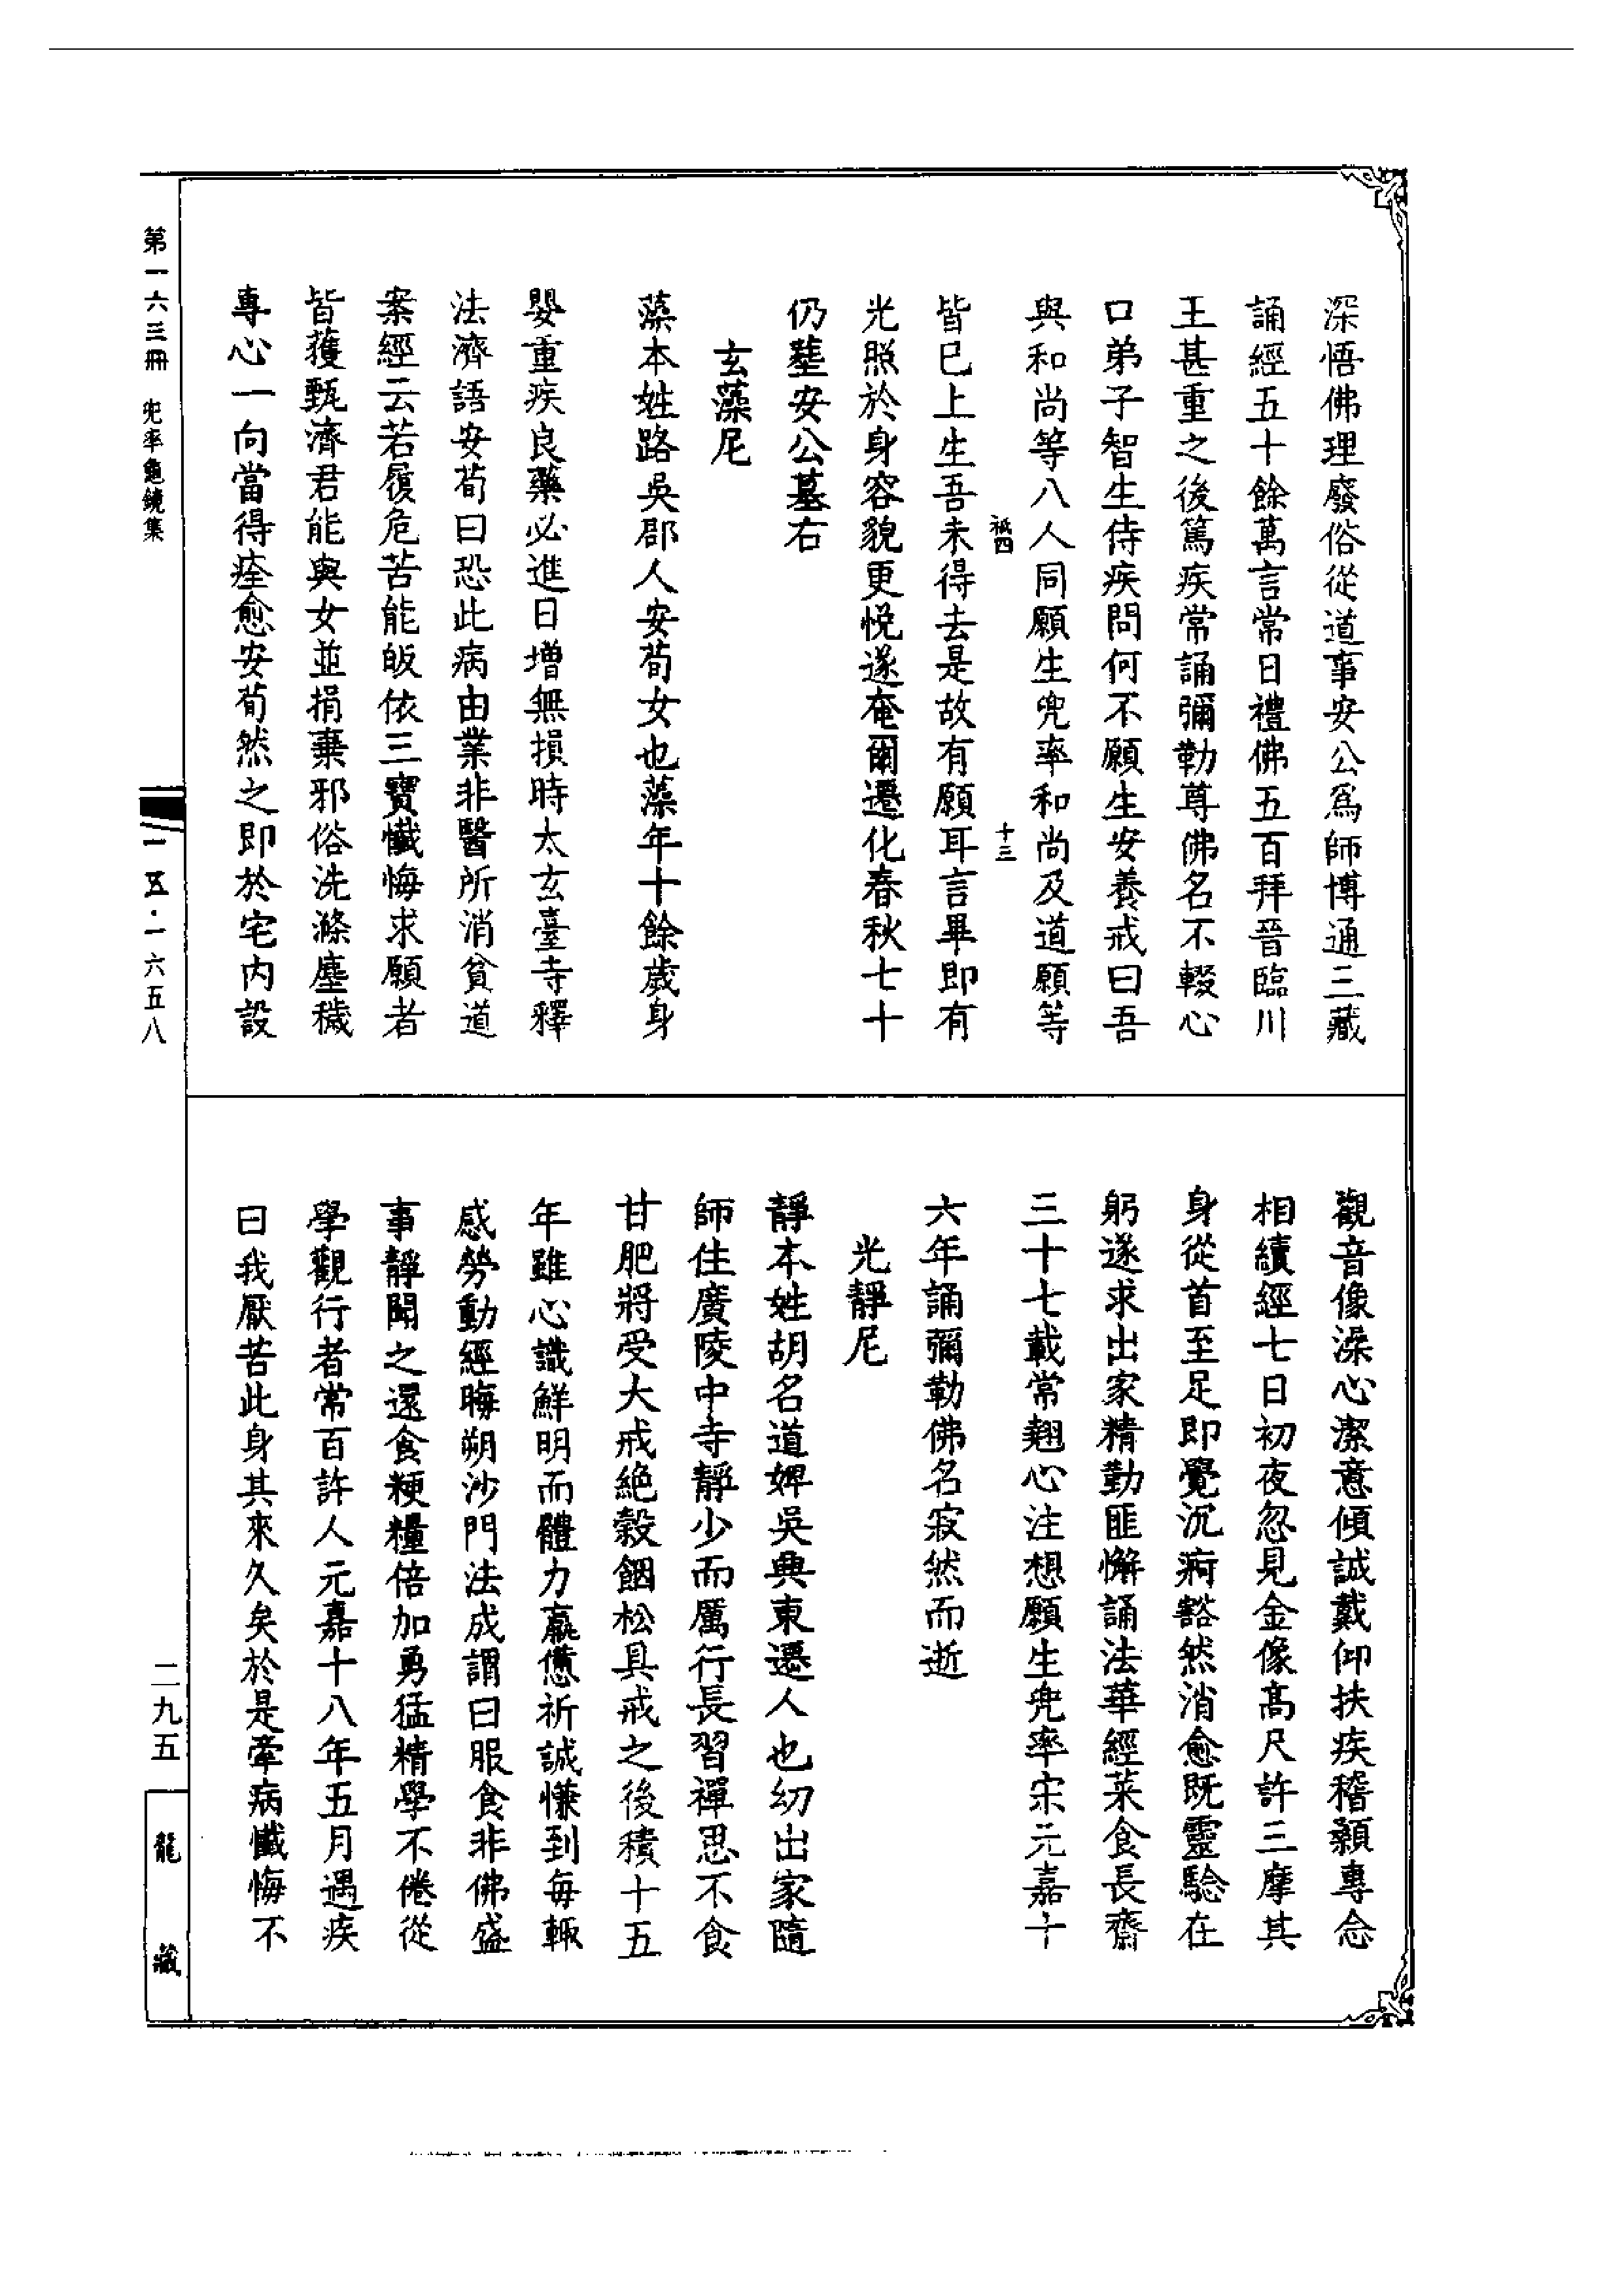 深悟佛理廢俗從道事安公爲師博通三藏
誦經五十餘萬言常日禮佛五百拜晉臨川
王甚重之後篤疾常誦彌勒尊佛名不輟心
口弟子智生侍疾問何不願生安養戒曰吾
與和尚等八人同願生兜率和尚及道願等
祗四
十三
皆已上生吾未得去是故有願耳言畢即有
光照於身容貌更悅遂奄爾遷化春秋七十
仍塟安公墓右
玄藻尼
藻本姓路吳郡人安荀女也藻年十餘歲身
嬰重疾良藥必進日增無損時太玄臺寺釋
法濟語安荀曰恐此病由業非醫所消貧道
案經云若履危苦能皈依三寶懺悔求願者
皆獲甄濟君能與女並捐棄邪俗洗滌塵穢
專心一向當得痊愈安荀然之即於宅內設
觀音像澡心潔意傾誠戴仰扶疾稽顙專念
相續經七日初夜忽見金像高尺許三摩其
身從首至足即覺沉痾豁然消愈既靈驗在
躬遂求出家精勤匪懈誦法華經菜食長齋
三十七載常翹心注想願生兜率宋元嘉十
六年誦彌勒佛名寂然而逝
光靜尼
靜本姓胡名道婢吳興東遷人也幼出家隨
師住廣陵中寺靜少而厲行長習禪思不食
甘肥將受大戒絶穀餌松具戒之後積十五
年雖心識鮮明而體力羸憊祈誠慊到每輙
感勞動經晦朔沙門法成謂曰服食非佛盛
事靜聞之還食粳糧倍加勇猛精學不倦從
學觀行者常百許人元嘉十八年五月遇疾
曰我厭苦此身其來久矣於是牽病懺悔不
第一六三冊　兜率龜鏡集
一五·一六五八
二九五
龍藏